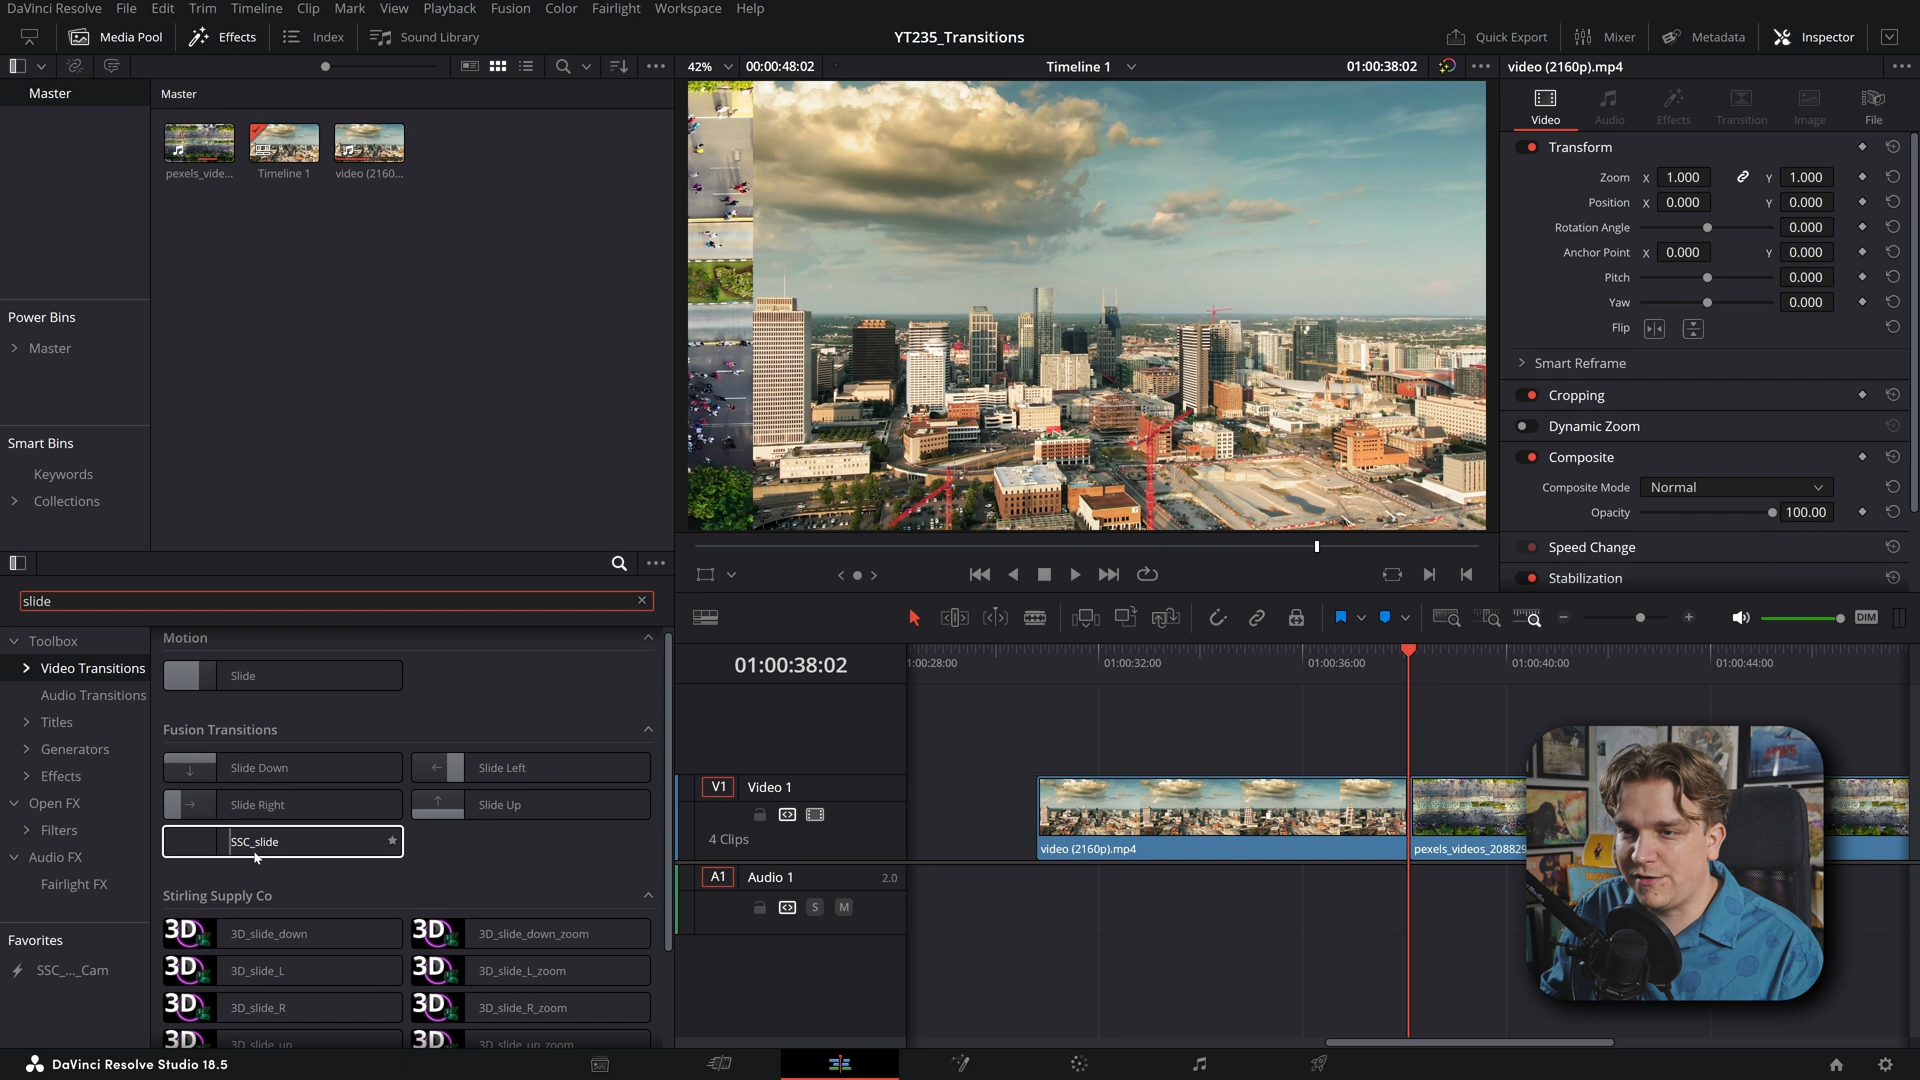 DaVinci Resolve File Edit Trim Timeline Clip Mark View Playback Fusion Color Fairlight Workspace Help
Media Pool Effects Index Sound Library YT235_Transitions Quick Export Mixer Metadata Inspector
42% 00:00:48:02 Timeline 1 01:00:38:02 video (2160p).mp4
Master
Master
pexels_vide... Timeline 1 video (2160...
Power Bins
Master
Smart Bins
Keywords
Collections
Video Audio Effects Transition Image File
Transform
Zoom X 1.000 Y 1.000
Position X 0.000 Y 0.000
Rotation Angle 0.000
Anchor Point X 0.000 Y 0.000
Pitch 0.000
Yaw 0.000
Flip
Smart Reframe
Cropping
Dynamic Zoom
Composite
Composite Mode Normal
Opacity 100.00
Speed Change
Stabilization
slide
Toolbox
Video Transitions
Audio Transitions
Titles
Generators
Effects
Open FX
Filters
Audio FX
Fairlight FX
Favorites
SSC_..._Cam
Motion
Slide
Fusion Transitions
Slide Down Slide Left
Slide Right Slide Up
SSC_slide
Stirling Supply Co
3D 3D_slide_down 3D 3D_slide_down_zoom
3D 3D_slide_L 3D 3D_slide_L_zoom
3D 3D_slide_R 3D 3D_slide_R_zoom
3D 3D_slide_up 3D 3D_slide_up_zoom
DIM
01:00:38:02 1:00:28:00 01:00:32:00 01:00:36:00 01:00:40:00 01:00:44:00
V1 Video 1
4 Clips
video (2160p).mp4 pexels_videos_208829
A1 Audio 1 2.0
S M
JAWS
DaVinci Resolve Studio 18.5